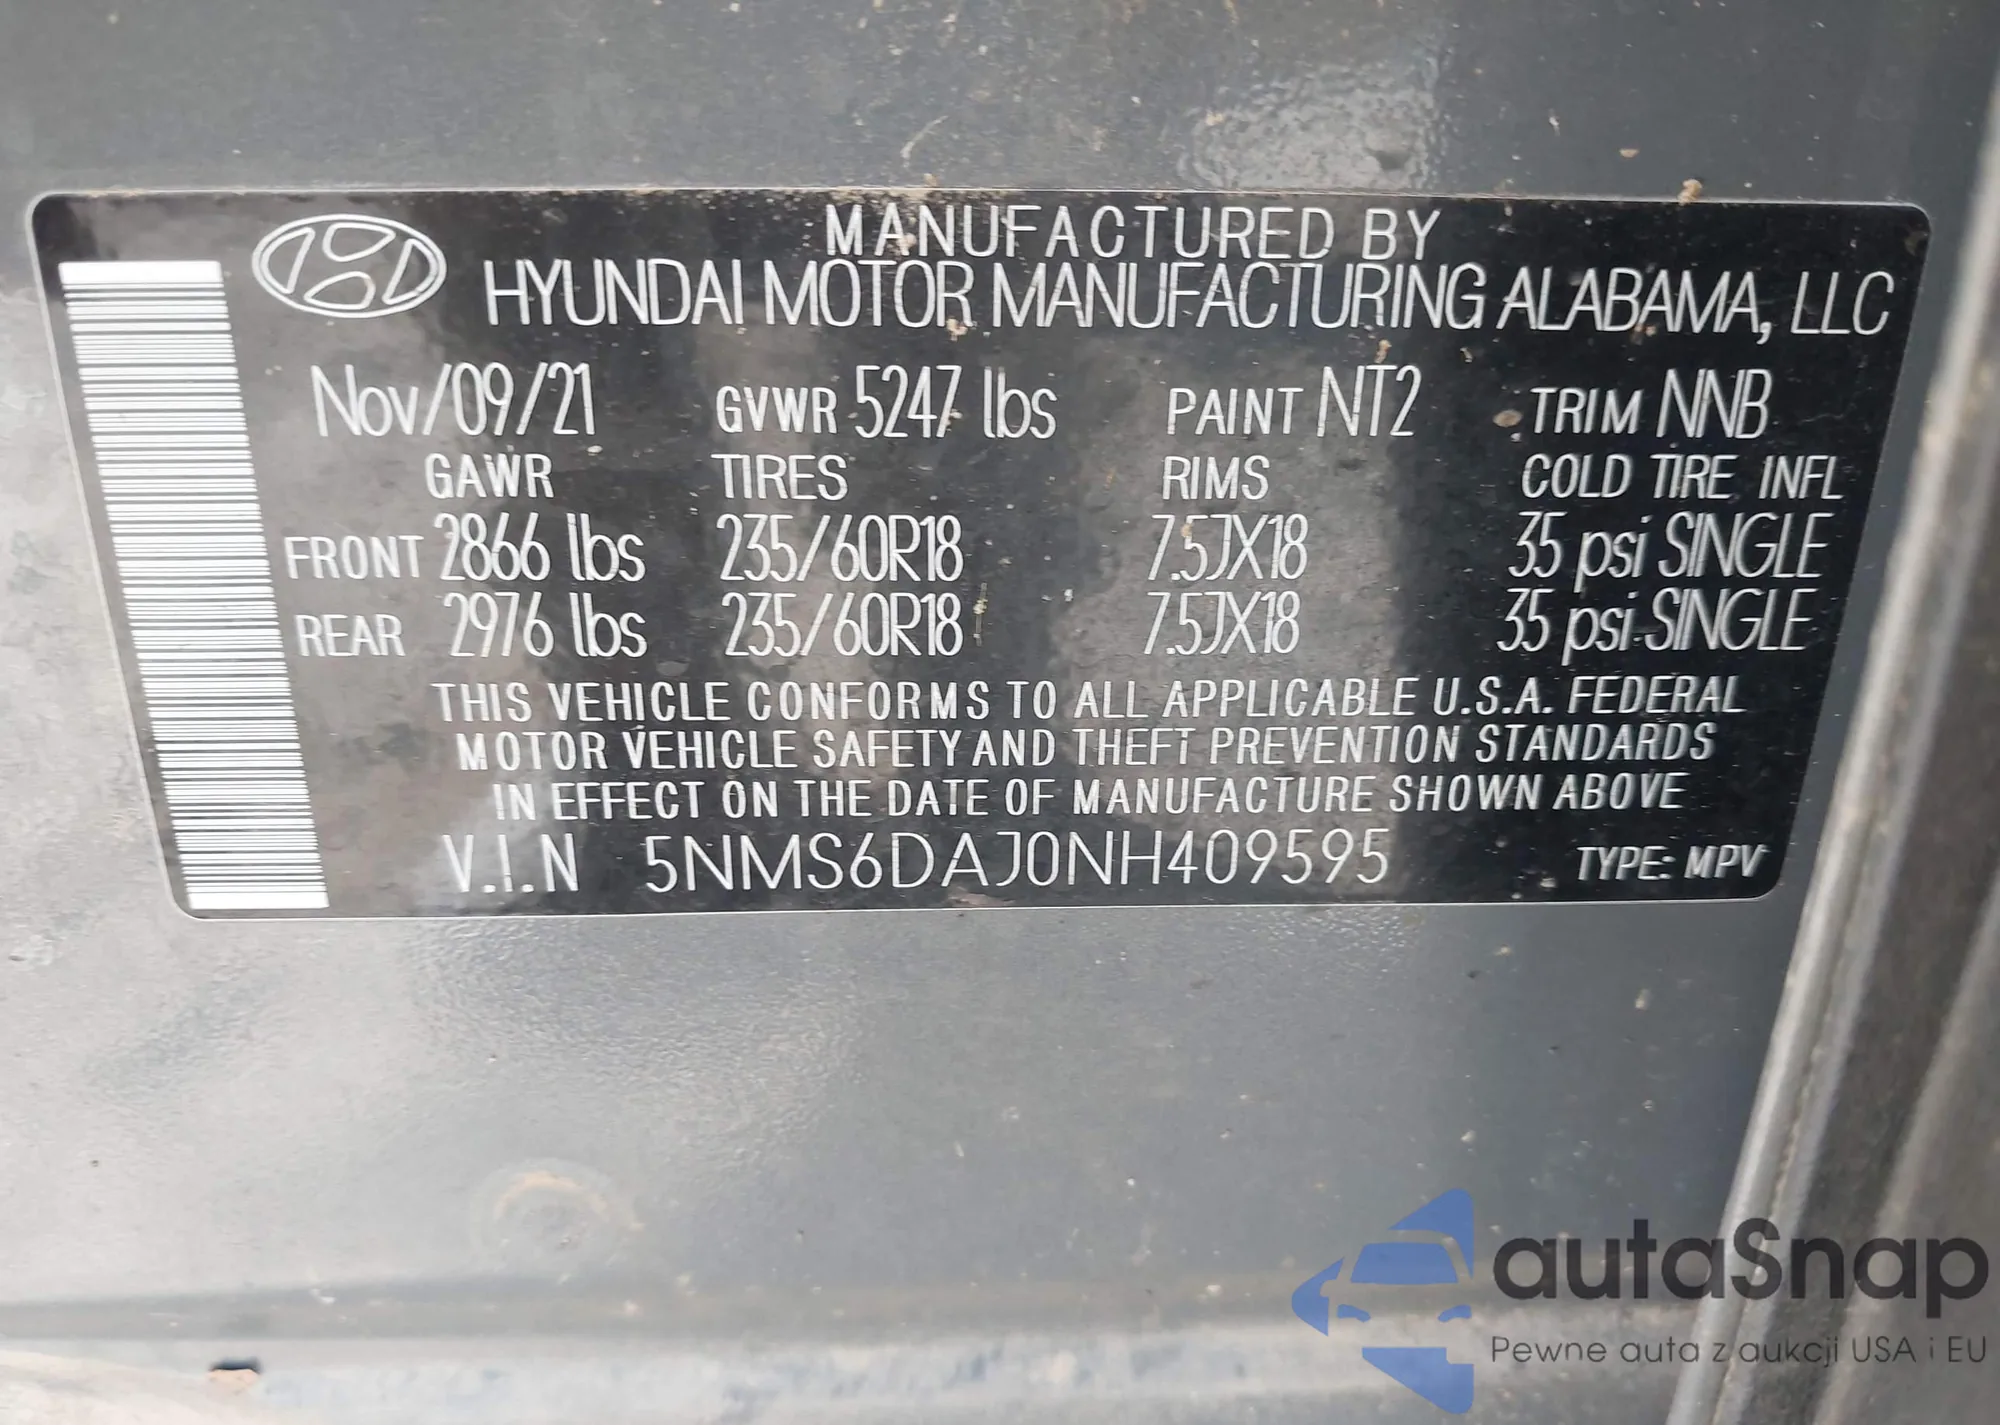 MANUFACTURED BY
HYUNDAI MOTOR MANUFACTURING ALABAMA, LLC
Nov/09/21 GVWR 5247 lbs PAINT NT2 TRIM NNB
GAWR TIRES RIMS COLD TIRE INFL
FRONT 2866 lbs 235/60R18 7.5JX18 35 psi SINGLE
REAR 2976 lbs 235/60R18 7.5JX18 35 psi SINGLE
THIS VEHICLE CONFORMS TO ALL APPLICABLE U.S.A. FEDERAL
MOTOR VEHICLE SAFETY AND THEFT PREVENTION STANDARDS
IN EFFECT ON THE DATE OF MANUFACTURE SHOWN ABOVE
V.I.N 5NMS6DAJ0NH409595 TYPE: MPV
autaSnap
Pewne auta z aukcji USA i EU